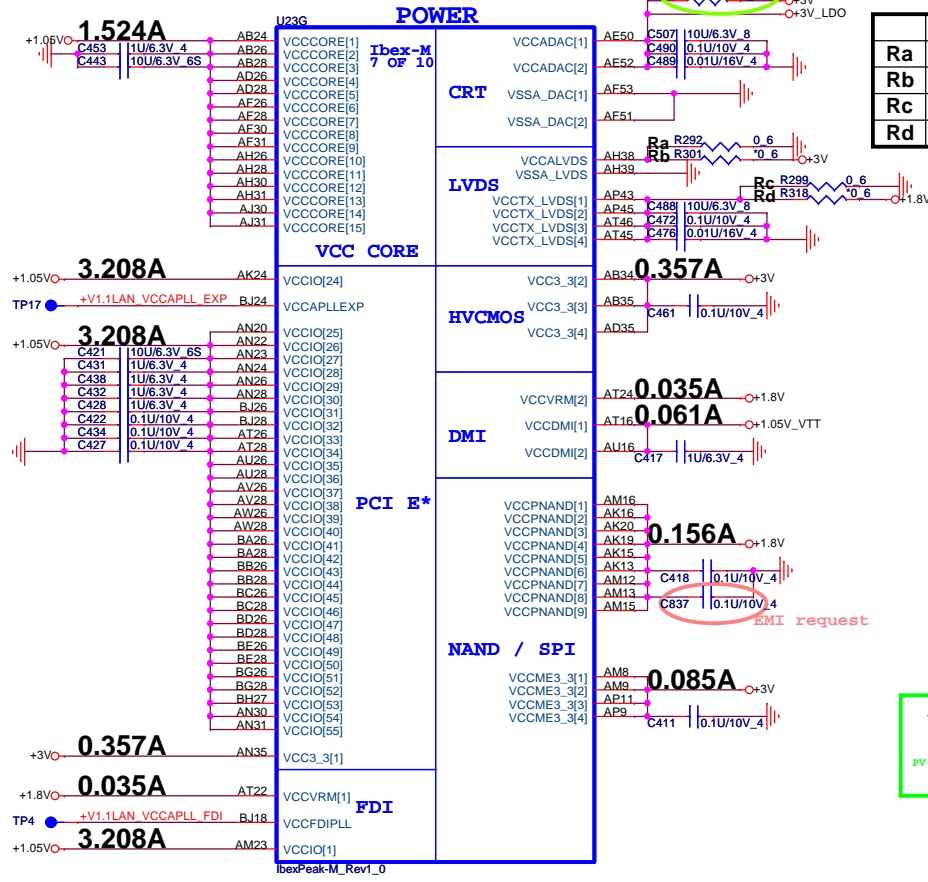 POWER
U23G
+3V
+3V_LDO
Ra
Rb
Rc
Rd
Ibex-M
7 OF 10
+1.05V 1.524A
C453 1U/6.3V_4
C443 10U/6.3V_6S
AB24 VCCCORE[1]
AB26 VCCCORE[2]
AB28 VCCCORE[3]
AD26 VCCCORE[4]
AD28 VCCCORE[5]
AF26 VCCCORE[6]
AF28 VCCCORE[7]
AF30 VCCCORE[8]
AF31 VCCCORE[9]
AH26 VCCCORE[10]
AH28 VCCCORE[11]
AH30 VCCCORE[12]
AH31 VCCCORE[13]
AJ30 VCCCORE[14]
AJ31 VCCCORE[15]
VCC CORE
+1.05V 3.208A AK24 VCCIO[24]
TP17 +V1.1LAN_VCCAPLL_EXP BJ24 VCCAPLLEXP
+1.05V 3.208A
C421 10U/6.3V_6S
C431 1U/6.3V_4
C438 1U/6.3V_4
C432 1U/6.3V_4
C428 1U/6.3V_4
C422 0.1U/10V_4
C434 0.1U/10V_4
C427 0.1U/10V_4
AN20 VCCIO[25]
AN22 VCCIO[26]
AN23 VCCIO[27]
AN24 VCCIO[28]
AN26 VCCIO[29]
AN28 VCCIO[30]
BJ26 VCCIO[31]
BJ28 VCCIO[32]
AT26 VCCIO[33]
AT28 VCCIO[34]
AU26 VCCIO[35]
AU28 VCCIO[36]
AV26 VCCIO[37]
AV28 VCCIO[38]
AW26 VCCIO[39]
AW28 VCCIO[40]
BA26 VCCIO[41]
BA28 VCCIO[42]
BB26 VCCIO[43]
BB28 VCCIO[44]
BC26 VCCIO[45]
BC28 VCCIO[46]
BD26 VCCIO[47]
BD28 VCCIO[48]
BE26 VCCIO[49]
BE28 VCCIO[50]
BG26 VCCIO[51]
BG28 VCCIO[52]
BH27 VCCIO[53]
AN30 VCCIO[54]
AN31 VCCIO[55]
PCI E*
+3V 0.357A AN35 VCC3_3[1]
+1.8V 0.035A AT22 VCCVRM[1]
FDI
TP4 +V1.1LAN_VCCAPLL_FDI BJ18 VCCFDIPLL
+1.05V 3.208A AM23 VCCIO[1]
IbexPeak-M_Rev1_0
CRT
VCCADAC[1] AE50
VCCADAC[2] AE52
VSSA_DAC[1] AF53
VSSA_DAC[2] AF51
C507 10U/6.3V_8
C490 0.1U/10V_4
C489 0.01U/16V_4
LVDS
VCCALVDS AH38
VSSA_LVDS AH39
Ra R292 0_6
Rb R301 *0_6 +3V
Rc R299 0_6
Rd R318 *0_6 +1.8V
VCCTX_LVDS[1] AP43
VCCTX_LVDS[2] AP45
VCCTX_LVDS[3] AT46
VCCTX_LVDS[4] AT45
C488 10U/6.3V_8
C472 0.1U/10V_4
C476 0.01U/16V_4
HVCMOS
VCC3_3[2] AB34 0.357A +3V
VCC3_3[3] AB35
VCC3_3[4] AD35
C461 0.1U/10V_4
DMI
VCCVRM[2] AT24 0.035A +1.8V
VCCDMI[1] AT16 0.061A +1.05V_VTT
VCCDMI[2] AU16
C417 1U/6.3V_4
VCCPNAND[1] AM16
VCCPNAND[2] AK16
VCCPNAND[3] AK20
VCCPNAND[4] AK19
VCCPNAND[5] AK15
VCCPNAND[6] AK13
VCCPNAND[7] AM12
VCCPNAND[8] AM13
VCCPNAND[9] AM15
0.156A +1.8V
C418 0.1U/10V_4
C837 0.1U/10V_4
EMI request
NAND / SPI
VCCME3_3[1] AM8
VCCME3_3[2] AM9
VCCME3_3[3] AP11
VCCME3_3[4] AP9
0.085A +3V
C411 0.1U/10V_4
PV